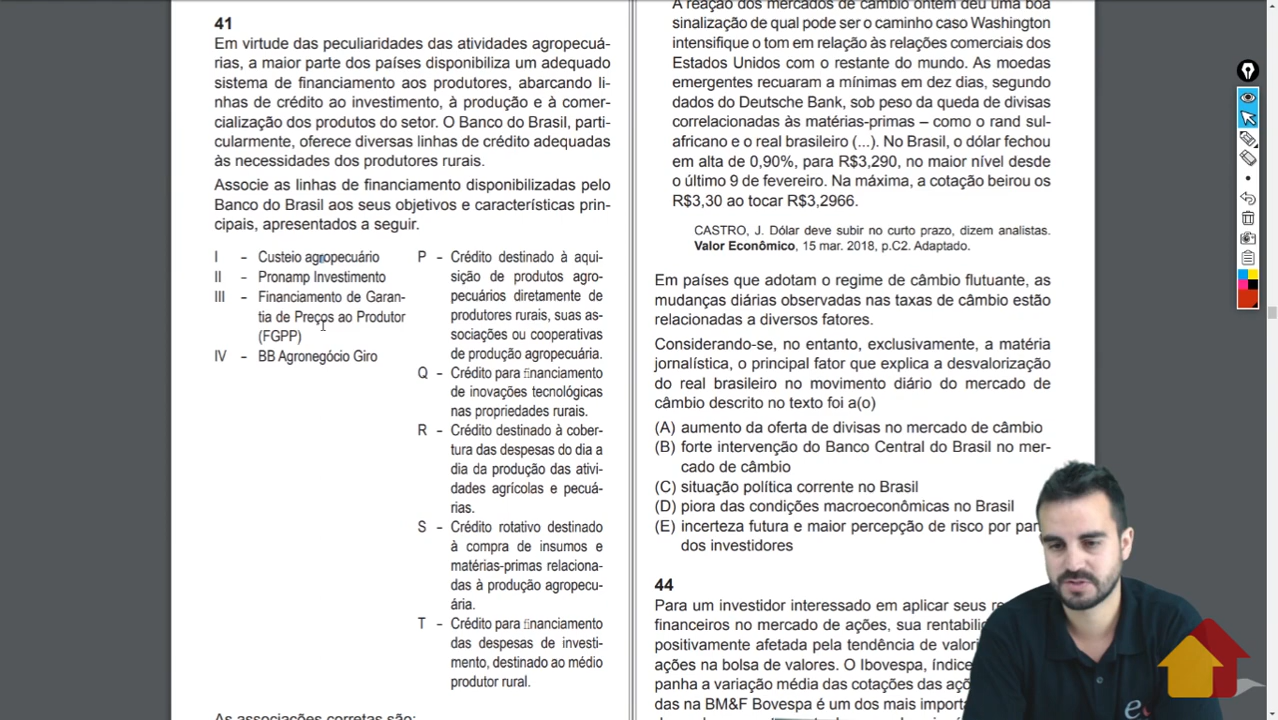 41
Em virtude das peculiaridades das atividades agropecuá-
rias, a maior parte dos países disponibiliza um adequado
sistema de financiamento aos produtores, abarcando li-
nhas de crédito ao investimento, à produção e à comer-
cialização dos produtos do setor. O Banco do Brasil, parti-
cularmente, oferece diversas linhas de crédito adequadas
às necessidades dos produtores rurais.
Associe as linhas de financiamento disponibilizadas pelo
Banco do Brasil aos seus objetivos e características prin-
cipais, apresentados a seguir.
I – Custeio agropecuário
II – Pronamp Investimento
III – Financiamento de Garan-
tia de Preços ao Produtor
(FGPP)
IV – BB Agronegócio Giro
P – Crédito destinado à aqui-
sição de produtos agro-
pecuários diretamente de
produtores rurais, suas as-
sociações ou cooperativas
de produção agropecuária.
Q – Crédito para financiamento
de inovações tecnológicas
nas propriedades rurais.
R – Crédito destinado à cober-
tura das despesas do dia a
dia da produção das ativi-
dades agrícolas e pecuá-
rias.
S – Crédito rotativo destinado
à compra de insumos e
matérias-primas relaciona-
das à produção agropecu-
ária.
T – Crédito para financiamento
das despesas de investi-
mento, destinado ao médio
produtor rural.
As associações corretas são:
A reação dos mercados de câmbio ontem deu uma boa
sinalização de qual pode ser o caminho caso Washington
intensifique o tom em relação às relações comerciais dos
Estados Unidos com o restante do mundo. As moedas
emergentes recuaram a mínimas em dez dias, segundo
dados do Deutsche Bank, sob peso da queda de divisas
correlacionadas às matérias-primas – como o rand sul-
africano e o real brasileiro (...). No Brasil, o dólar fechou
em alta de 0,90%, para R$3,290, no maior nível desde
o último 9 de fevereiro. Na máxima, a cotação beirou os
R$3,30 ao tocar R$3,2966.
CASTRO, J. Dólar deve subir no curto prazo, dizem analistas.
Valor Econômico, 15 mar. 2018, p.C2. Adaptado.
Em países que adotam o regime de câmbio flutuante, as
mudanças diárias observadas nas taxas de câmbio estão
relacionadas a diversos fatores.
Considerando-se, no entanto, exclusivamente, a matéria
jornalística, o principal fator que explica a desvalorização
do real brasileiro no movimento diário do mercado de
câmbio descrito no texto foi a(o)
(A) aumento da oferta de divisas no mercado de câmbio
(B) forte intervenção do Banco Central do Brasil no mer-
cado de câmbio
(C) situação política corrente no Brasil
(D) piora das condições macroeconômicas no Brasil
(E) incerteza futura e maior percepção de risco por par
dos investidores
44
Para um investidor interessado em aplicar seus re
financeiros no mercado de ações, sua rentabili
positivamente afetada pela tendência de valori
ações na bolsa de valores. O Ibovespa, índice
panha a variação média das cotações das açõ
das na BM&F Bovespa é um dos mais import